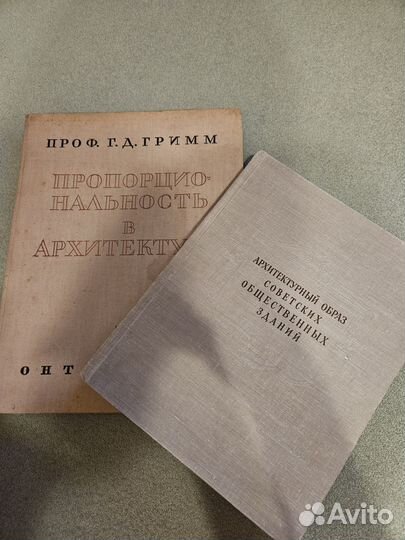 ПРОФ. Г. Д. ГРИММ
ПРОПОРЦИО-
НАЛЬНОСТЬ
В
АРХИТЕКТУ
ОНТ
АРХИТЕКТУРНЫЙ ОБРАЗ
СОВЕТСКИХ
ОБЩЕСТВЕННЫХ
ЗДАНИЙ
Avito